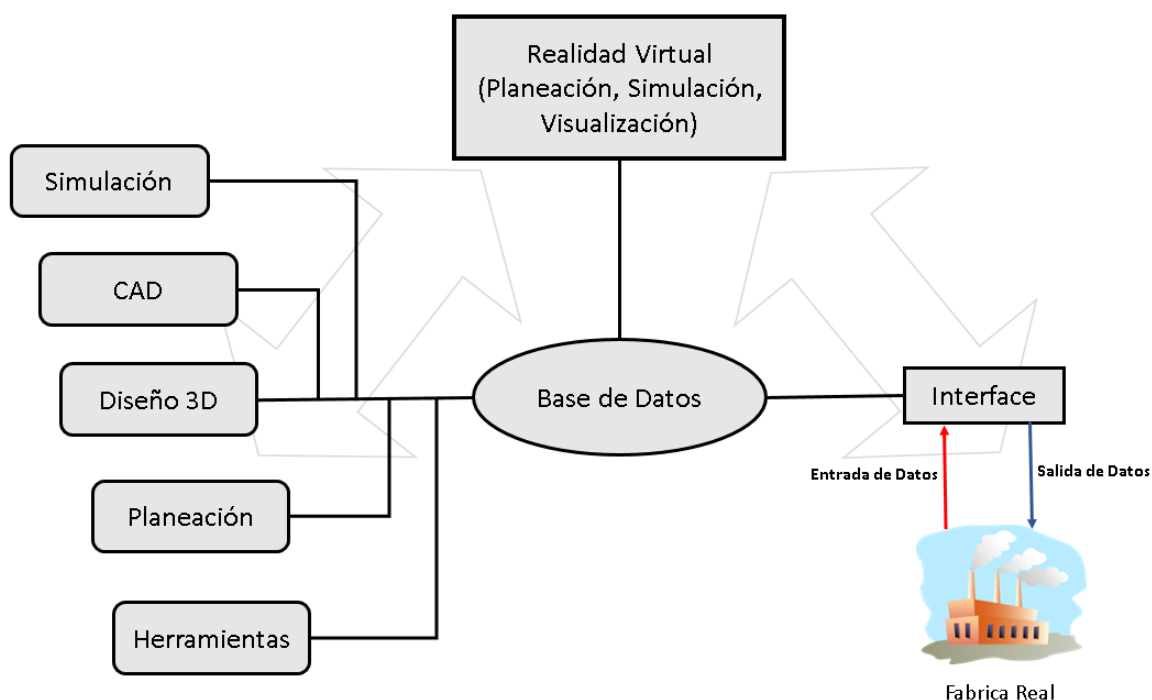 Realidad Virtual
(Planeación, Simulación,
Visualización)
Simulación
CAD
Diseño 3D
Base de Datos
Interface
Entrada de Datos
Salida de Datos
Planeación
Herramientas
Fabrica Real